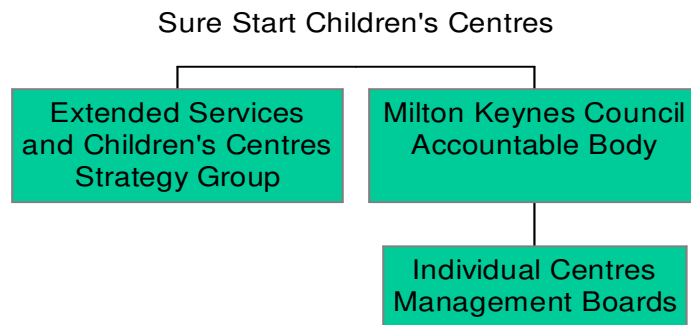 Sure Start Children's Centres
Extended Services
and Children's Centres
Strategy Group
Milton Keynes Council
Accountable Body
Individual Centres
Management Boards